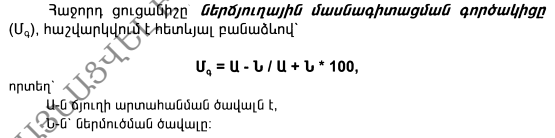 Հաջորդ ցուցանիշը ներճյուղային մասնագիտացման գործակիցը
(Մգ), հաշվարկվում է հետևյալ բանաձևով՝
Մգ = Ա - Ն / Ա + Ն * 100,
որտեղ՝
Ա-ն ճյուղի արտահանման ծավալն է,
Ն-ն՝ ներմուծման ծավալը: